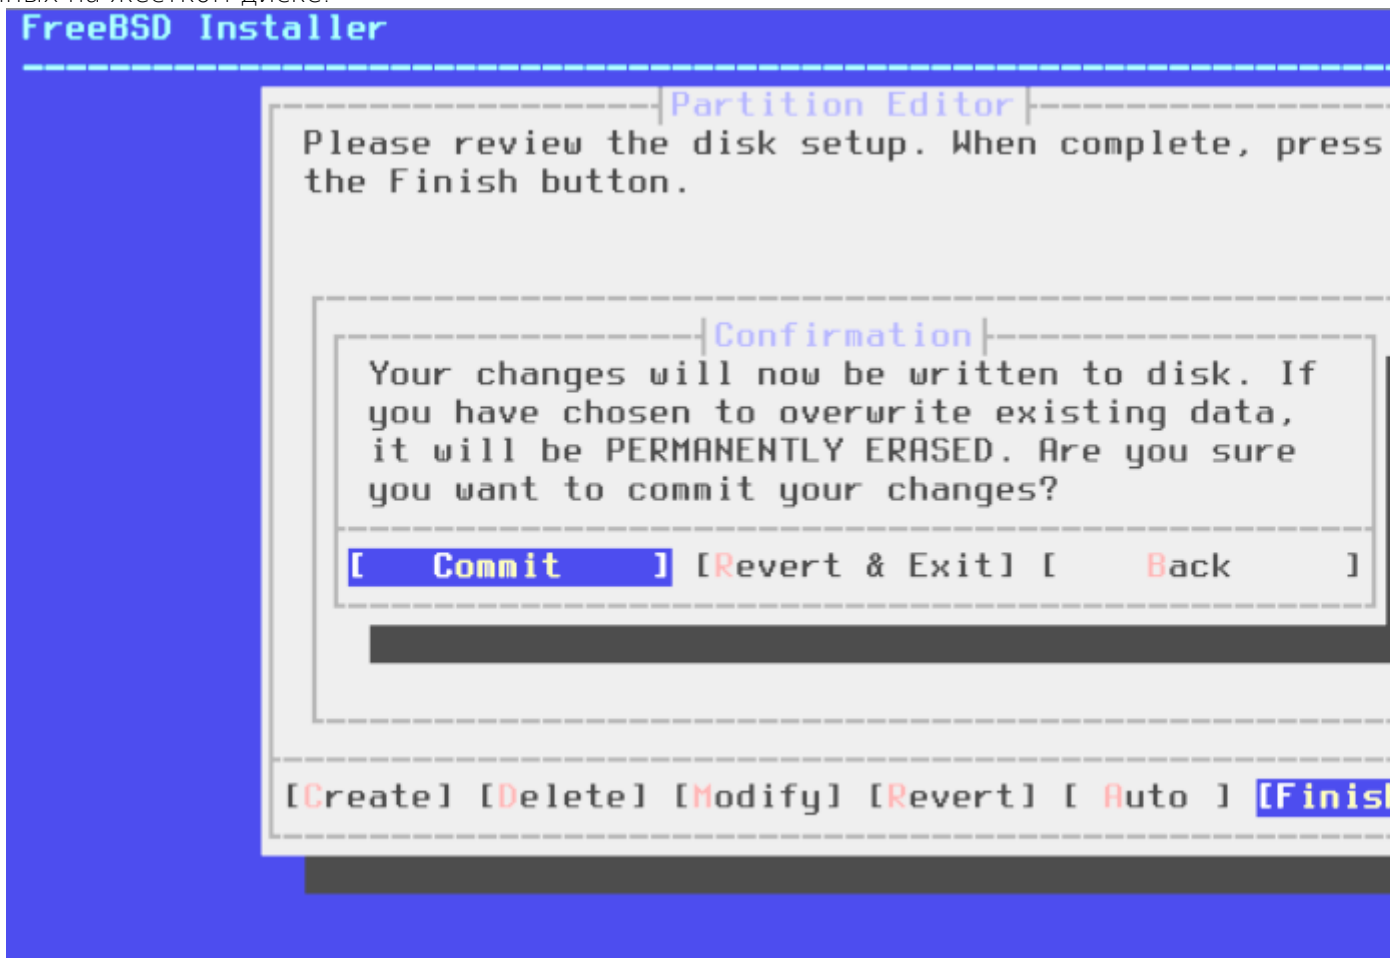 FreeBSD Installer
Partition Editor
Please review the disk setup. When complete, press
the Finish button.
Confirmation
Your changes will now be written to disk. If
you have chosen to overwrite existing data,
it will be PERMANENTLY ERASED. Are you sure
you want to commit your changes?
[ Commit ] [Revert & Exit] [ Back ]
[Create] [Delete] [Modify] [Revert] [ Auto ] [Finish